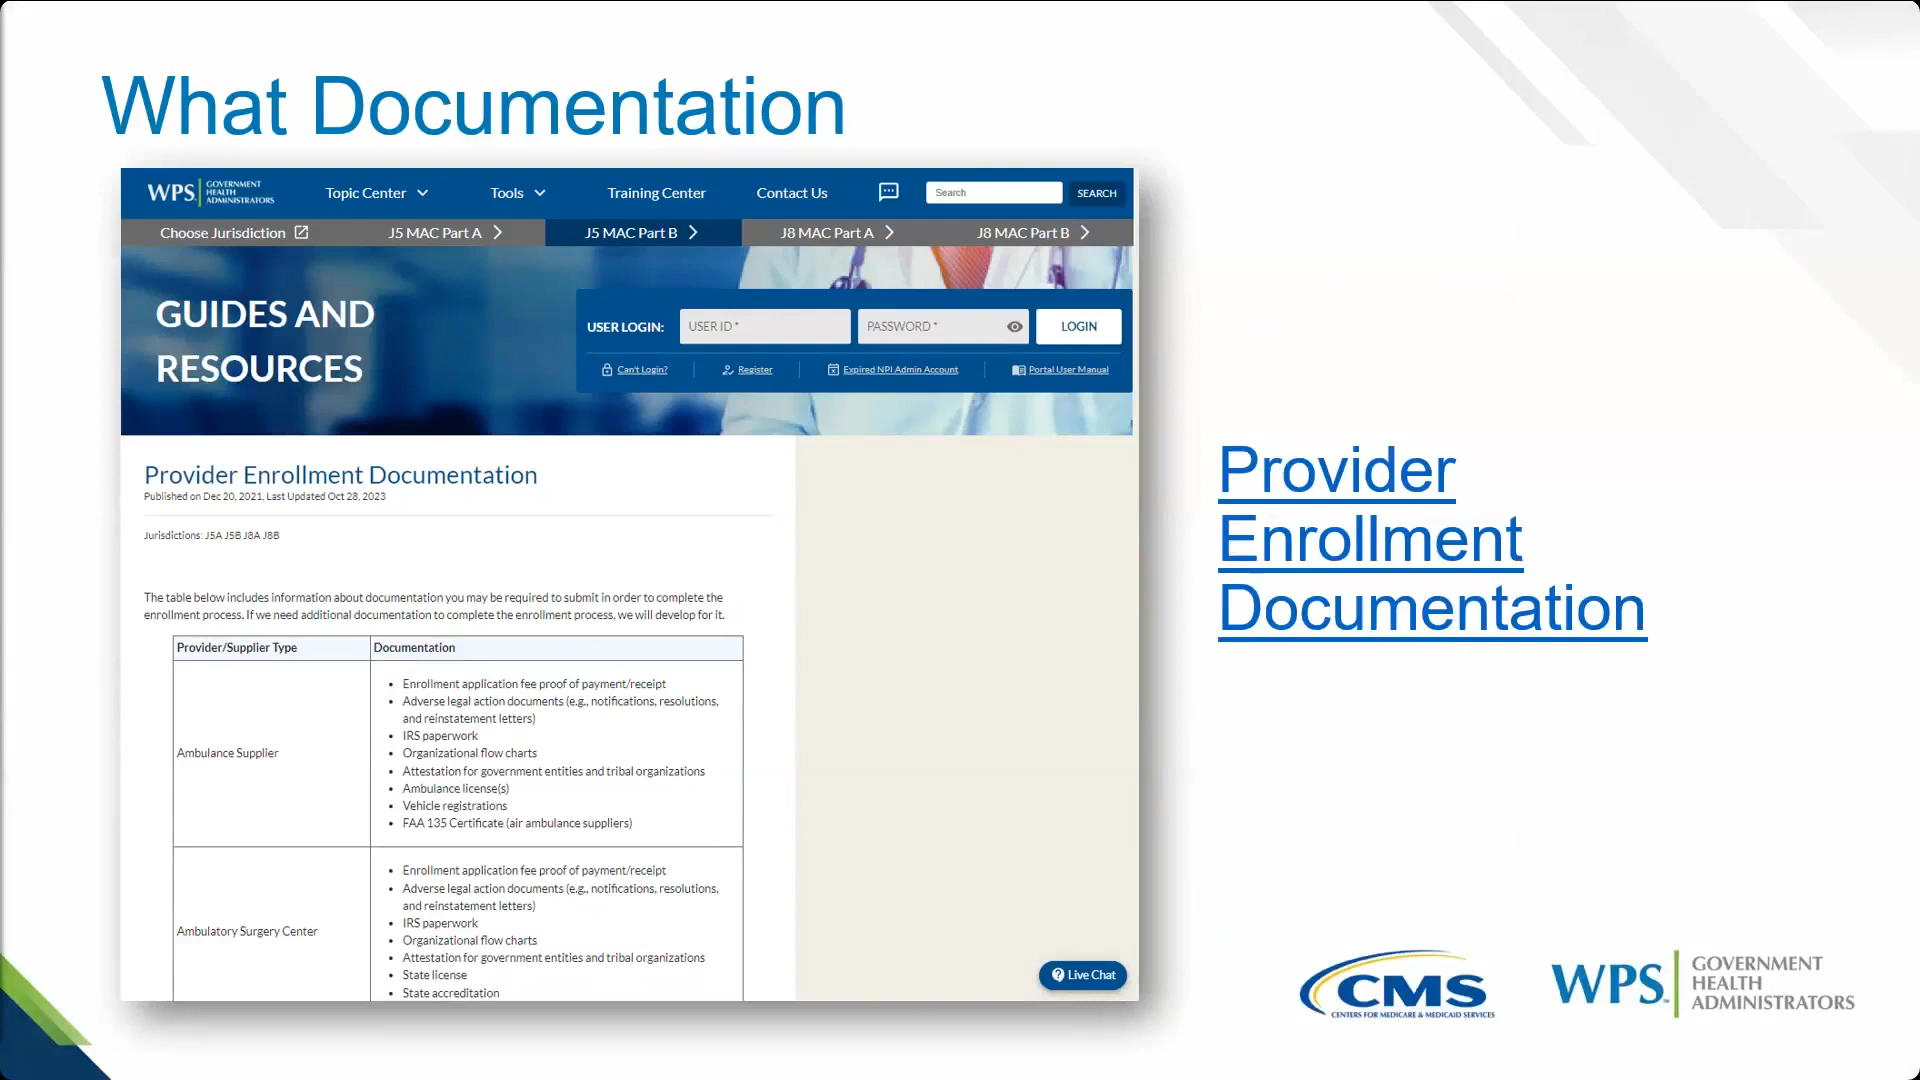 What Documentation
WPS GOVERNMENT HEALTH ADMINISTRATORS
Topic Center
Tools
Training Center
Contact Us
Search
SEARCH
Choose Jurisdiction
J5 MAC Part A
J5 MAC Part B
J8 MAC Part A
J8 MAC Part B
GUIDES AND
RESOURCES
USER LOGIN:
USER ID *
PASSWORD *
LOGIN
Can't Login?
Register
Expired NPI Admin Account
Portal User Manual
Provider Enrollment Documentation
Published on Dec 20, 2021, Last Updated Oct 28, 2023
Jurisdictions: J5A J5B J8A J8B
The table below includes information about documentation you may be required to submit in order to complete the
enrollment process. If we need additional documentation to complete the enrollment process, we will develop for it.
Provider/Supplier Type
Documentation
Ambulance Supplier
• Enrollment application fee proof of payment/receipt
• Adverse legal action documents (e.g., notifications, resolutions,
and reinstatement letters)
• IRS paperwork
• Organizational flow charts
• Attestation for government entities and tribal organizations
• Ambulance license(s)
• Vehicle registrations
• FAA 135 Certificate (air ambulance suppliers)
Ambulatory Surgery Center
• Enrollment application fee proof of payment/receipt
• Adverse legal action documents (e.g., notifications, resolutions,
and reinstatement letters)
• IRS paperwork
• Organizational flow charts
• Attestation for government entities and tribal organizations
• State license
• State accreditation
Live Chat
Provider
Enrollment
Documentation
CMS
CENTERS FOR MEDICARE & MEDICAID SERVICES
WPS
GOVERNMENT
HEALTH
ADMINISTRATORS